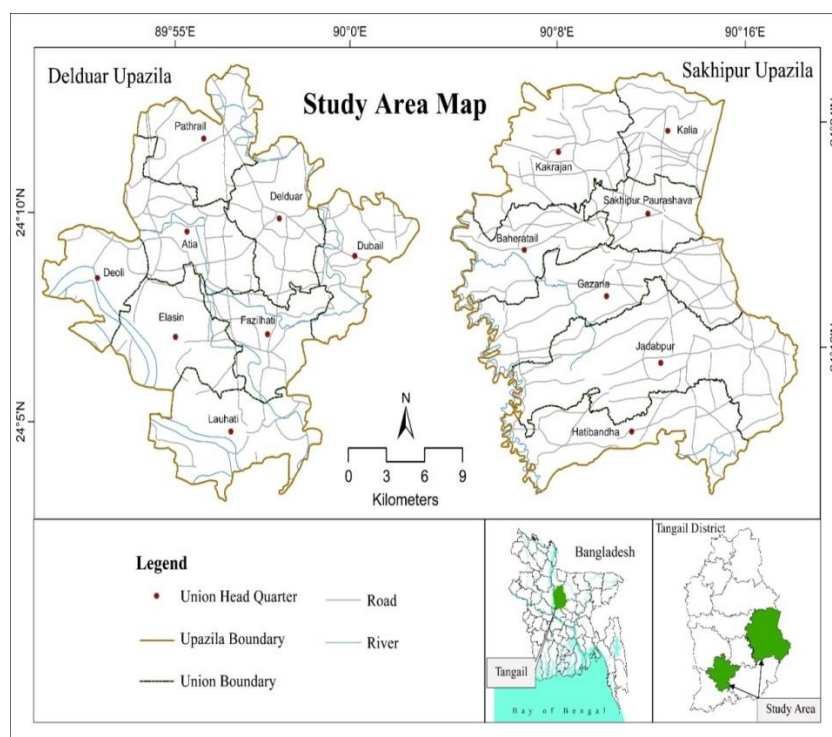 89°55'E
90°0'E
90°8'E
90°16'E
Delduar Upazila
Sakhipur Upazila
Study Area Map
Pathrail
Kalia
Kakrajan
Delduar
Sakhipur Paurashava
24°10'N
Atia
Dubail
Baheratail
Deoli
Gazaria
Elasin
Fazilhati
Jadabpur
N
24°5'N
Lauhati
Hatibandha
0 3 6 9
Kilometers
Legend
Union Head Quarter
Road
Upazila Boundary
River
Union Boundary
Bangladesh
Tangail
Bay of Bengal
Tangail District
Study Area